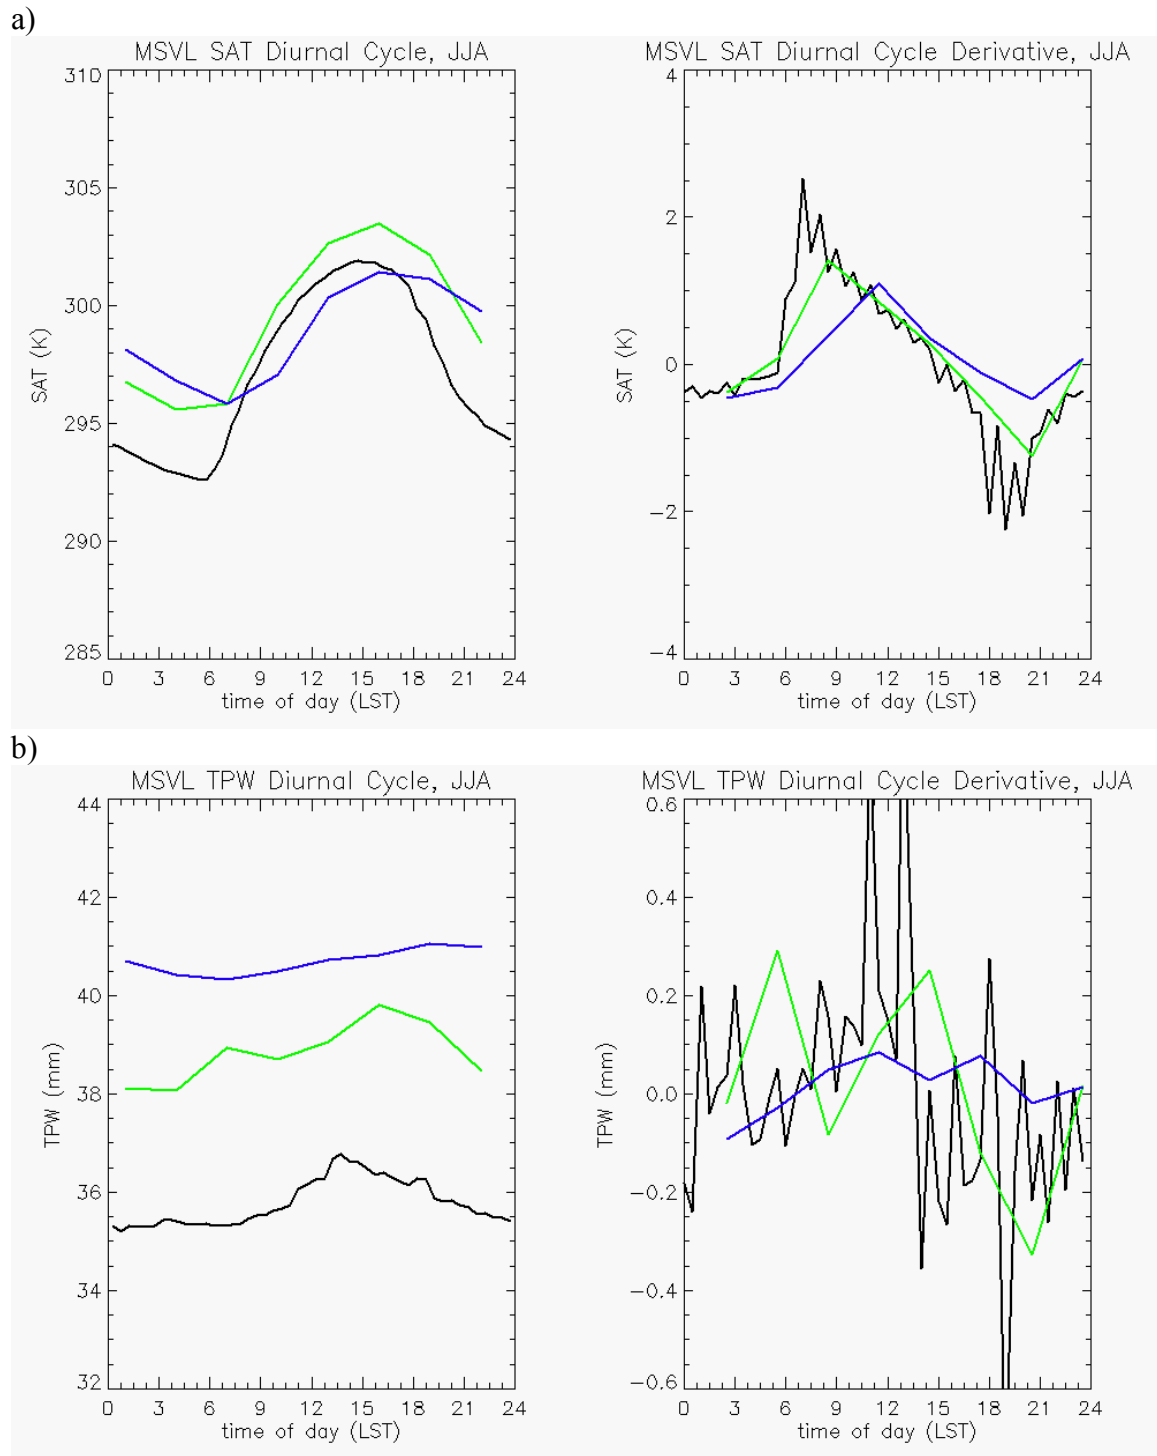 a)
MSVL SAT Diurnal Cycle, JJA
310
305
300
295
290
285
SAT (K)
0 3 6 9 12 15 18 21 24
time of day (LST)
MSVL SAT Diurnal Cycle Derivative, JJA
4
2
0
−2
−4
SAT (K)
0 3 6 9 12 15 18 21 24
time of day (LST)
b)
MSVL TPW Diurnal Cycle, JJA
44
42
40
38
36
34
32
TPW (mm)
0 3 6 9 12 15 18 21 24
time of day (LST)
MSVL TPW Diurnal Cycle Derivative, JJA
0.6
0.4
0.2
0.0
−0.2
−0.4
−0.6
TPW (mm)
0 3 6 9 12 15 18 21 24
time of day (LST)